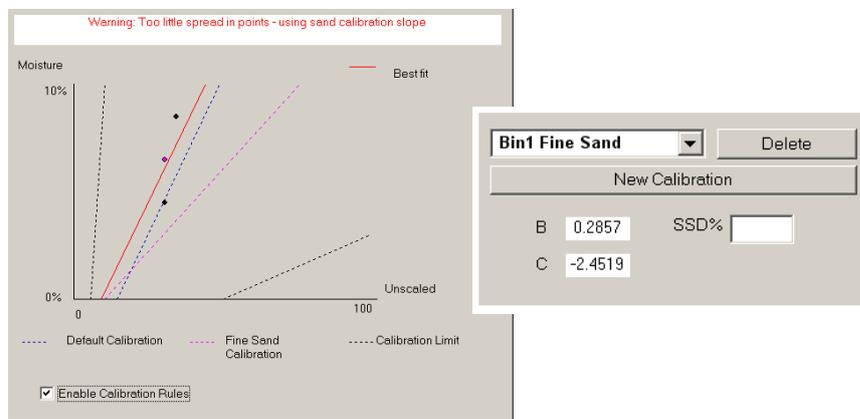 Warning: Too little spread in points - using sand calibration slope
Moisture
Best fit
10%
0%
0
100
Unscaled
Default Calibration
Fine Sand
Calibration
Calibration Limit
Enable Calibration Rules
Bin1 Fine Sand
Delete
New Calibration
B 0.2857 SSD%
C -2.4519